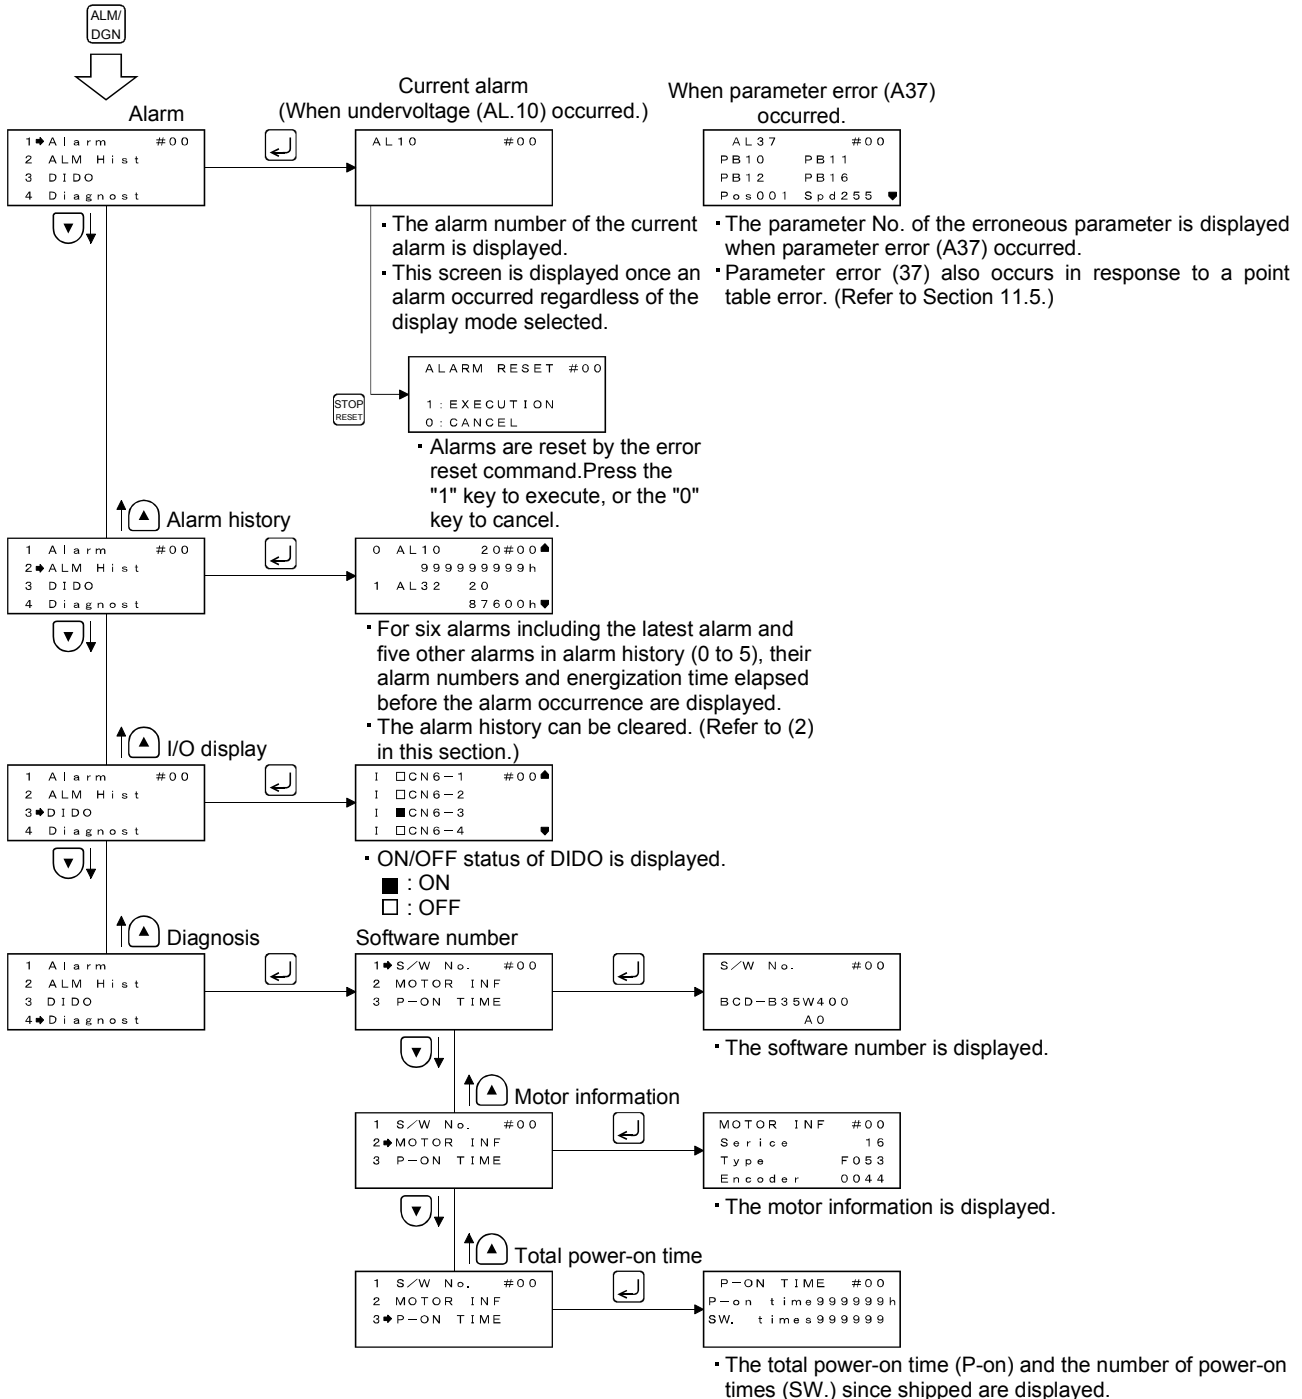 ALM/
DGN
Alarm
1 Alarm #00
2 ALM Hist
3 DIDO
4 Diagnost
Current alarm
(When undervoltage (AL.10) occurred.)
AL10 #00
When parameter error (A37)
occurred.
AL37 #00
PB10 PB11
PB12 PB16
Pos001 Spd255
The alarm number of the current
alarm is displayed.
This screen is displayed once an
alarm occurred regardless of the
display mode selected.
The parameter No. of the erroneous parameter is displayed
when parameter error (A37) occurred.
Parameter error (37) also occurs in response to a point
table error. (Refer to Section 11.5.)
STOP
RESET
ALARM RESET #00
1:EXECUTION
0:CANCEL
Alarms are reset by the error
reset command.Press the
"1" key to execute, or the "0"
key to cancel.
Alarm history
1 Alarm #00
2 ALM Hist
3 DIDO
4 Diagnost
0 AL10 20#00
999999999h
1 AL32 20
87600h
For six alarms including the latest alarm and
five other alarms in alarm history (0 to 5), their
alarm numbers and energization time elapsed
before the alarm occurrence are displayed.
The alarm history can be cleared. (Refer to (2)
in this section.)
I/O display
1 Alarm #00
2 ALM Hist
3 DIDO
4 Diagnost
I □CN6-1 #00
I □CN6-2
I ■CN6-3
I □CN6-4
ON/OFF status of DIDO is displayed.
■ : ON
□ : OFF
Diagnosis
1 Alarm
2 ALM Hist
3 DIDO
4 Diagnost
Software number
1 S/W No. #00
2 MOTOR INF
3 P-ON TIME
S/W No. #00
BCD-B35W400
A0
The software number is displayed.
Motor information
1 S/W No. #00
2 MOTOR INF
3 P-ON TIME
MOTOR INF #00
Serice 16
Type F053
Encoder 0044
The motor information is displayed.
Total power-on time
1 S/W No. #00
2 MOTOR INF
3 P-ON TIME
P-ON TIME #00
P-on time999999h
SW. times999999
The total power-on time (P-on) and the number of power-on
times (SW.) since shipped are displayed.